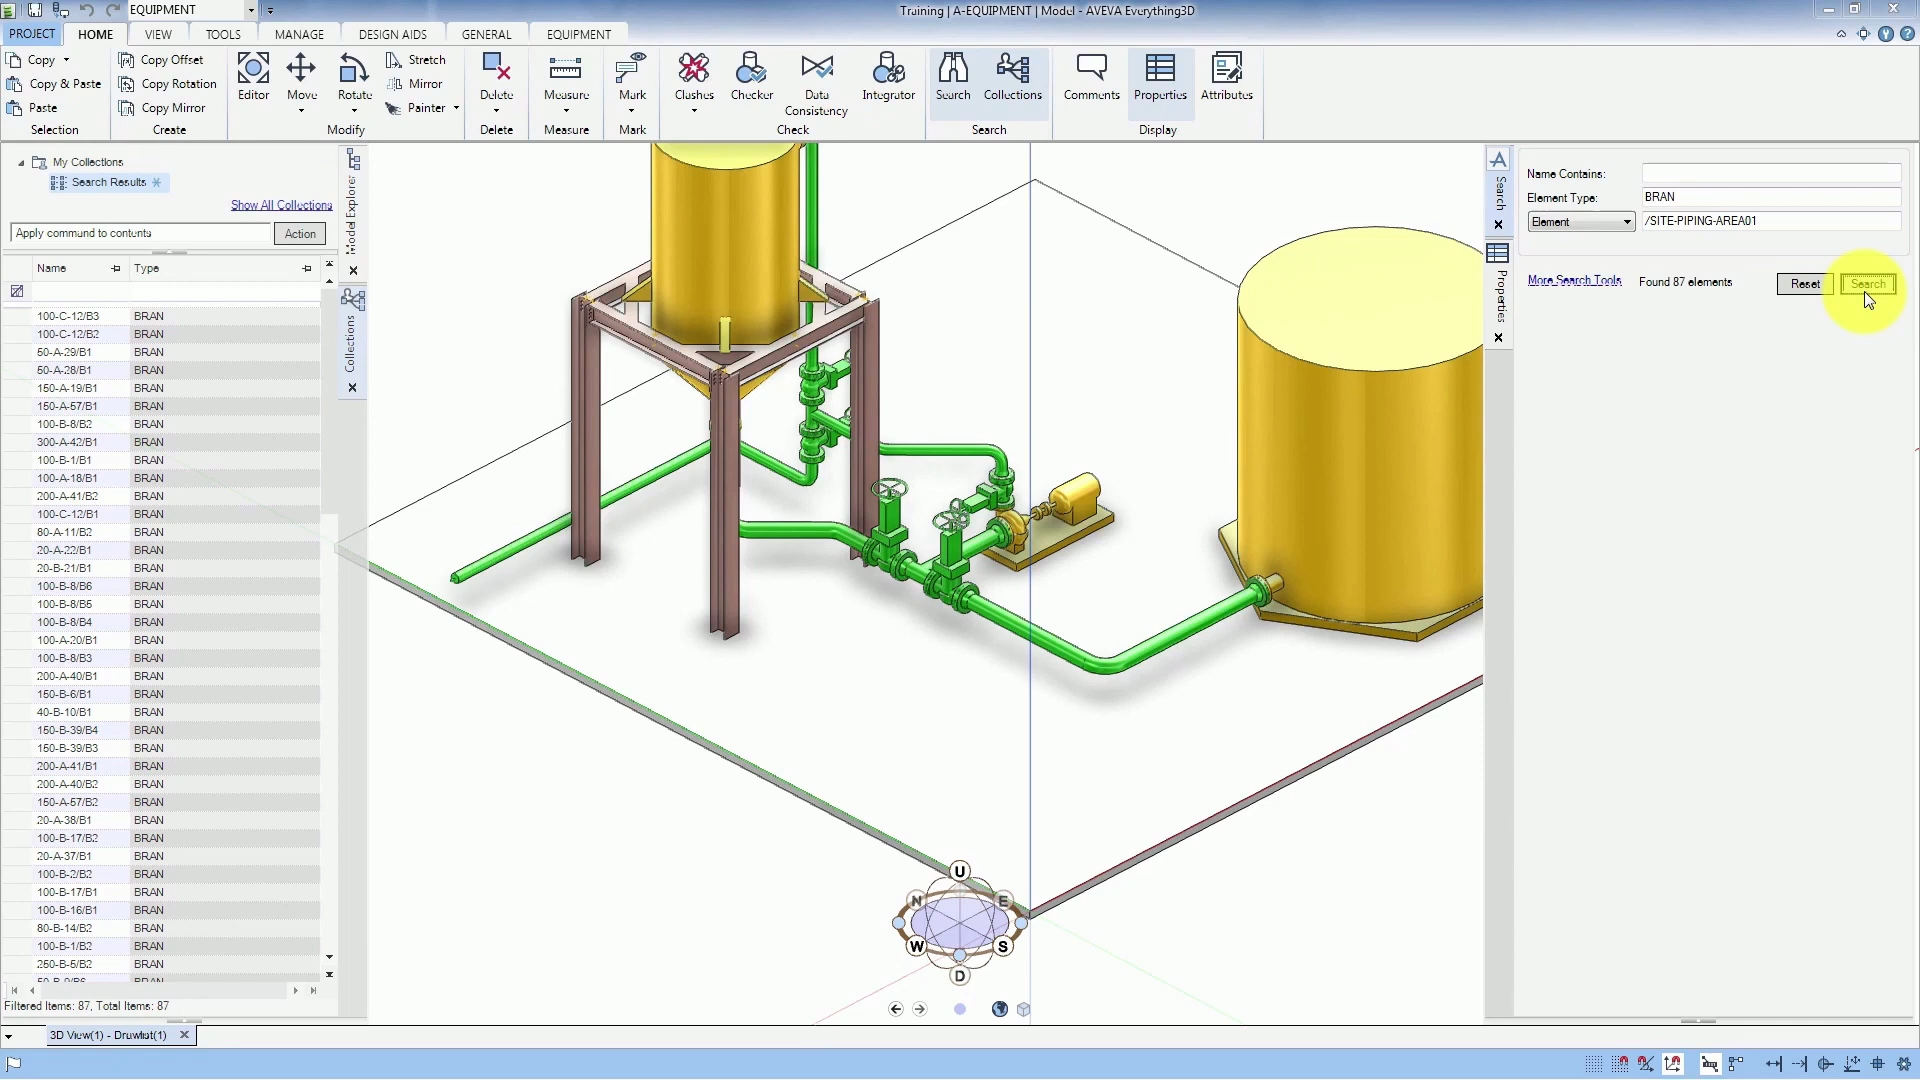 EQUIPMENT
Training | A-EQUIPMENT | Model - AVEVA Everything3D
PROJECT HOME VIEW TOOLS MANAGE DESIGN AIDS GENERAL EQUIPMENT
Copy
Copy & Paste
Paste
Selection
Copy Offset
Copy Rotation
Copy Mirror
Create
Editor
Move
Rotate
Stretch
Mirror
Painter
Modify
Delete
Delete
Measure
Measure
Mark
Mark
Clashes
Checker
Data Consistency
Integrator
Check
Search
Collections
Search
Comments
Properties
Attributes
Display
My Collections
Search Results
Show All Collections
Apply command to contents
Action
Name Type
100-C-12/B3 BRAN
100-C-12/B2 BRAN
50-A-29/B1 BRAN
50-A-28/B1 BRAN
150-A-19/B1 BRAN
150-A-57/B1 BRAN
100-B-8/B2 BRAN
300-A-42/B1 BRAN
100-B-1/B1 BRAN
100-A-18/B1 BRAN
200-A-41/B2 BRAN
100-C-12/B1 BRAN
80-A-11/B2 BRAN
20-A-22/B1 BRAN
20-B-21/B1 BRAN
100-B-8/B6 BRAN
100-B-8/B5 BRAN
100-B-8/B4 BRAN
100-A-20/B1 BRAN
100-B-8/B3 BRAN
200-A-40/B1 BRAN
150-B-6/B1 BRAN
40-B-10/B1 BRAN
150-B-39/B4 BRAN
150-B-39/B3 BRAN
200-A-41/B1 BRAN
200-A-40/B2 BRAN
150-A-57/B2 BRAN
20-A-38/B1 BRAN
100-B-17/B2 BRAN
20-A-37/B1 BRAN
100-B-2/B2 BRAN
100-B-17/B1 BRAN
100-B-16/B1 BRAN
80-B-14/B2 BRAN
100-B-1/B2 BRAN
250-B-5/B2 BRAN
Filtered Items: 87, Total Items: 87
Model Explorer
Collections
U
N
E
W
S
D
Search
Properties
Name Contains:
Element Type: BRAN
Element /SITE-PIPING-AREA01
More Search Tools Found 87 elements Reset Search
3D View(1) - Drawlist(1)